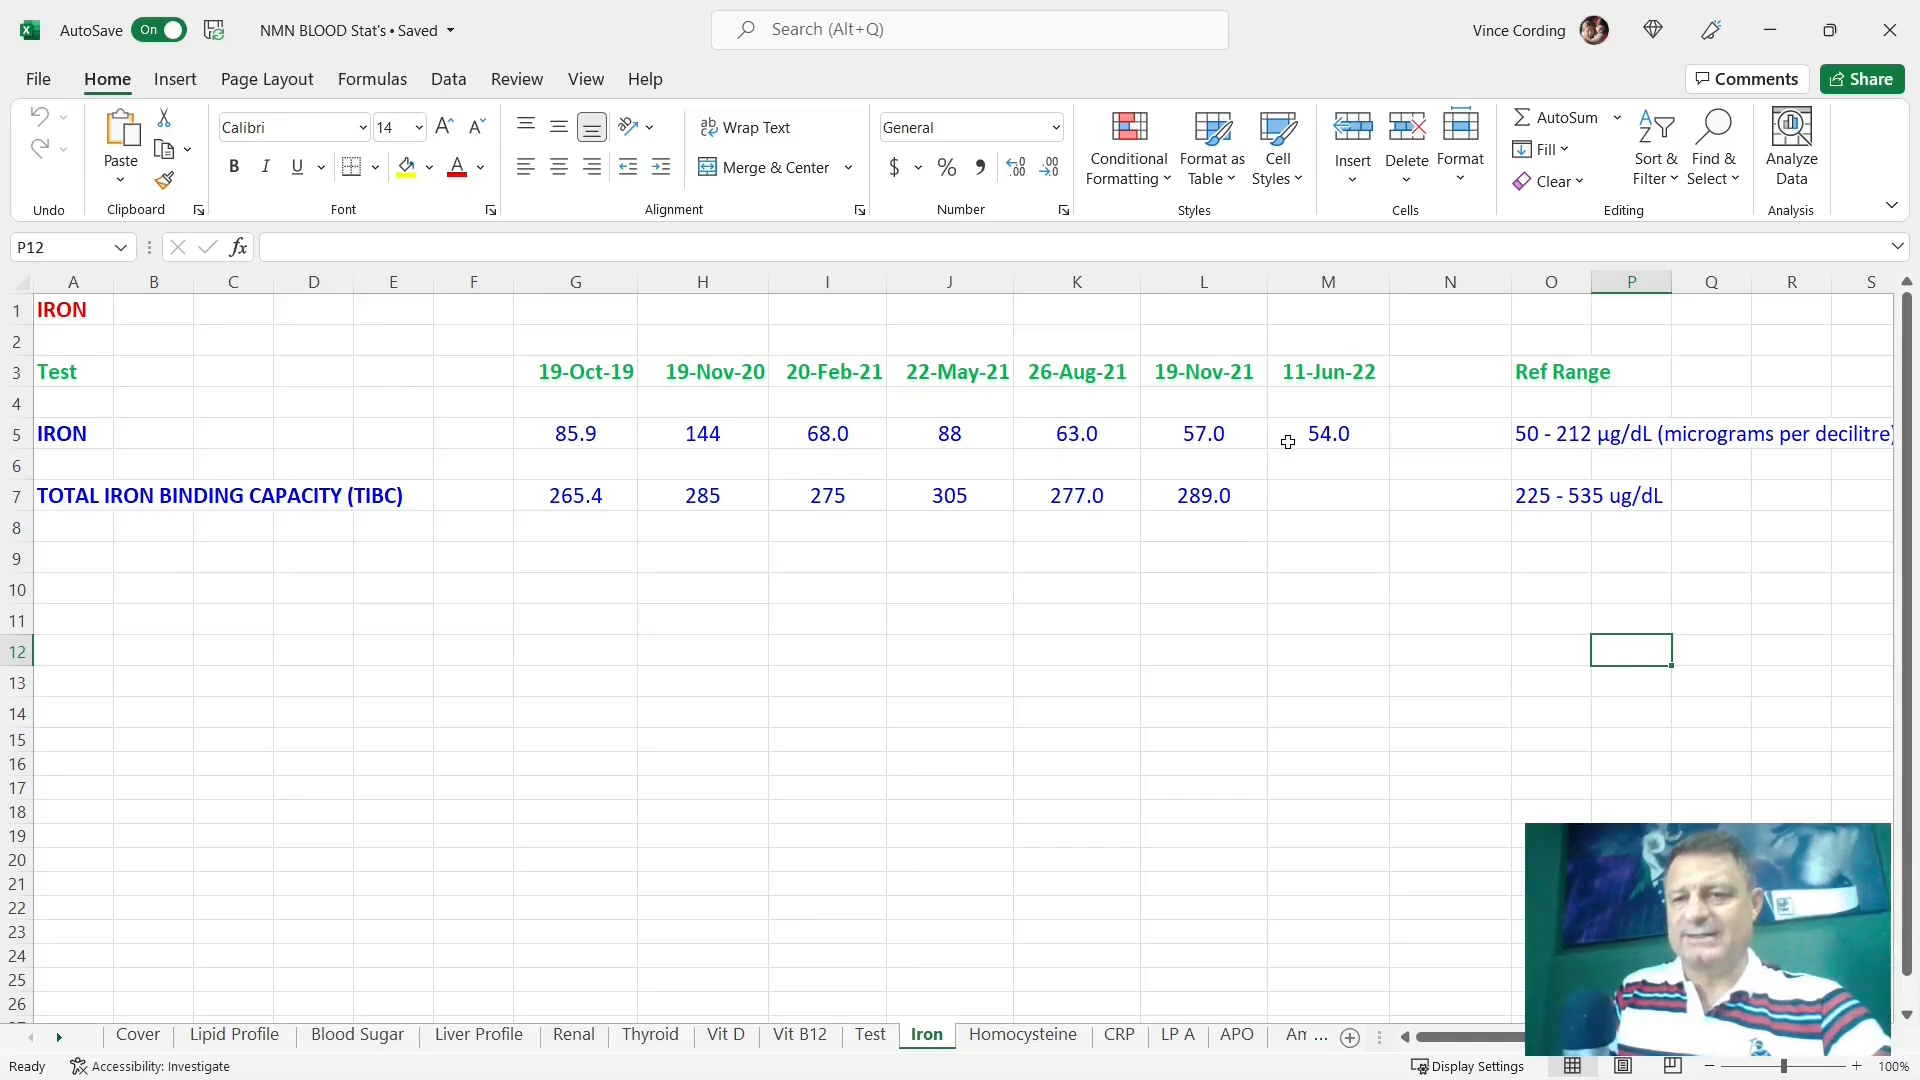 AutoSave On NMN BLOOD Stat's • Saved Search (Alt+Q) Vince Cording
File Home Insert Page Layout Formulas Data Review View Help Comments Share
Calibri 14 Wrap Text General AutoSum
Paste Merge & Center $ % Conditional Formatting Format as Table Cell Styles Insert Delete Format Fill Clear Sort & Filter Find & Select Analyze Data
Undo Clipboard Font Alignment Number Styles Cells Editing Analysis
P12 fx
A B C D E F G H I J K L M N O P Q R S
1 IRON
2
3 Test 19-Oct-19 19-Nov-20 20-Feb-21 22-May-21 26-Aug-21 19-Nov-21 11-Jun-22 Ref Range
4
5 IRON 85.9 144 68.0 88 63.0 57.0 54.0 50 - 212 µg/dL (micrograms per decilitre)
6
7 TOTAL IRON BINDING CAPACITY (TIBC) 265.4 285 275 305 277.0 289.0 225 - 535 ug/dL
8
9
10
11
12
13
14
15
16
17
18
19
20
21
22
23
24
25
26
Cover Lipid Profile Blood Sugar Liver Profile Renal Thyroid Vit D Vit B12 Test Iron Homocysteine CRP LP A APO Am ...
Ready Accessibility: Investigate Display Settings 100%